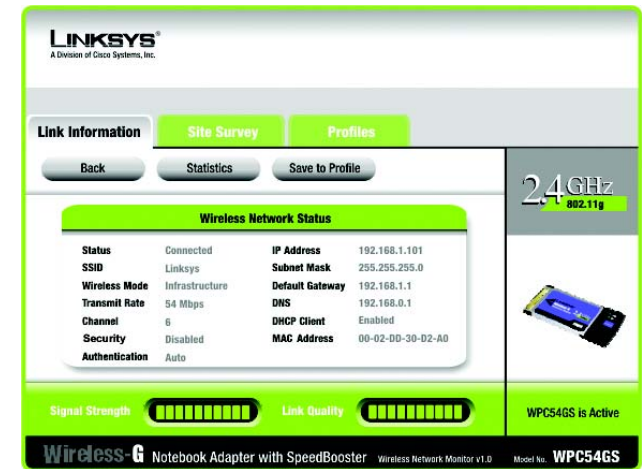 LINKSYS®
A Division of Cisco Systems, Inc.
Link Information Site Survey Profiles
Back Statistics Save to Profile
2.4GHz
802.11g
Wireless Network Status
Status Connected IP Address 192.168.1.101
SSID Linksys Subnet Mask 255.255.255.0
Wireless Mode Infrastructure Default Gateway 192.168.1.1
Transmit Rate 54 Mbps DNS 192.168.0.1
Channel 6 DHCP Client Enabled
Security Disabled MAC Address 00-02-DD-30-D2-A0
Authentication Auto
Signal Strength Link Quality WPC54GS is Active
Wireless-G Notebook Adapter with SpeedBooster Wireless Network Monitor v1.0 Model No. WPC54GS